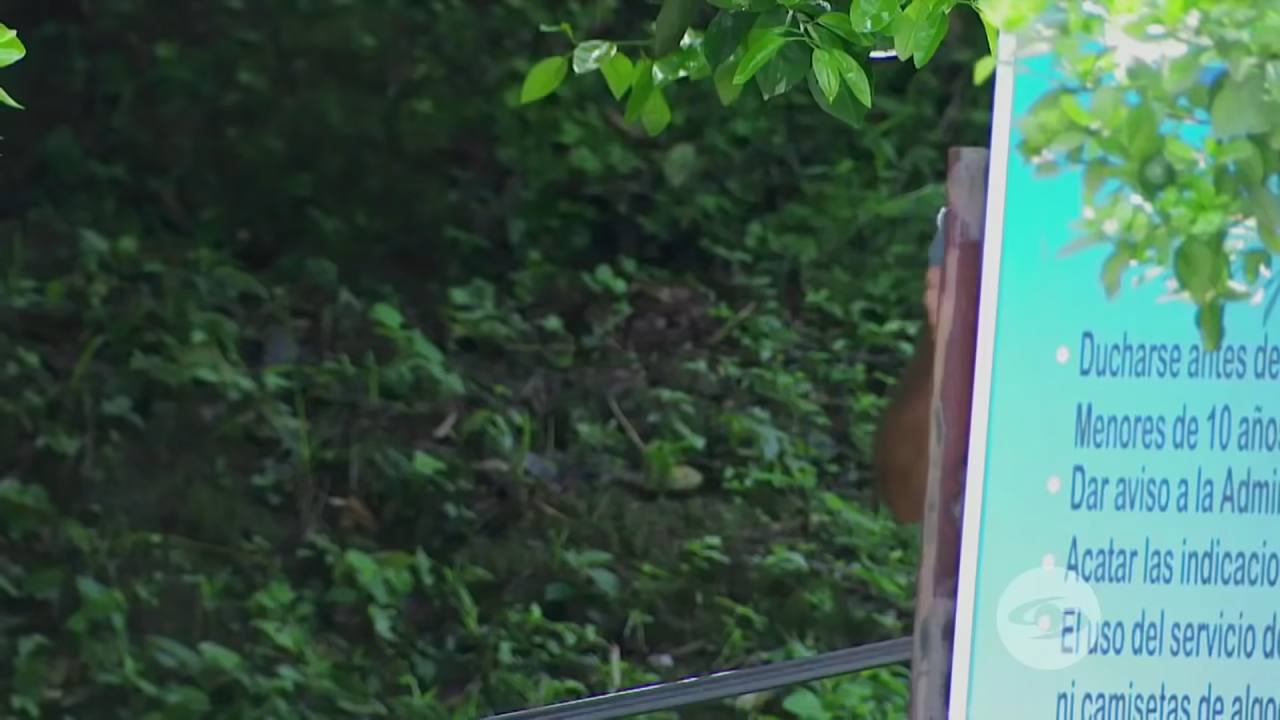 Ducharse antes de
Menores de 10 año
Dar aviso a la Admi
Acatar las indicacio
El uso del servicio d
ni camisetas de algo